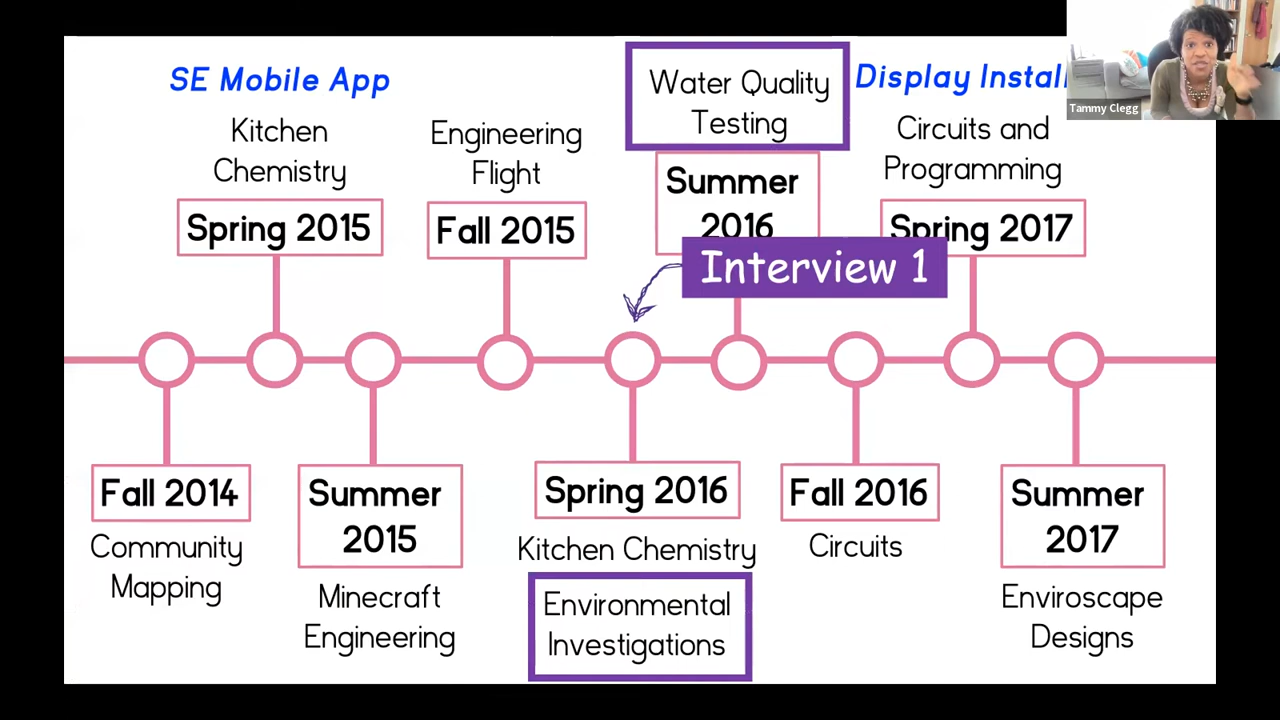 SE Mobile App
Kitchen
Chemistry
Spring 2015
Engineering
Flight
Fall 2015
Water Quality
Testing
Summer
2016
Display Install
Circuits and
Programming
Spring 2017
Tammy Clegg
Interview 1
Fall 2014
Community
Mapping
Summer
2015
Minecraft
Engineering
Spring 2016
Kitchen Chemistry
Environmental
Investigations
Fall 2016
Circuits
Summer
2017
Enviroscape
Designs